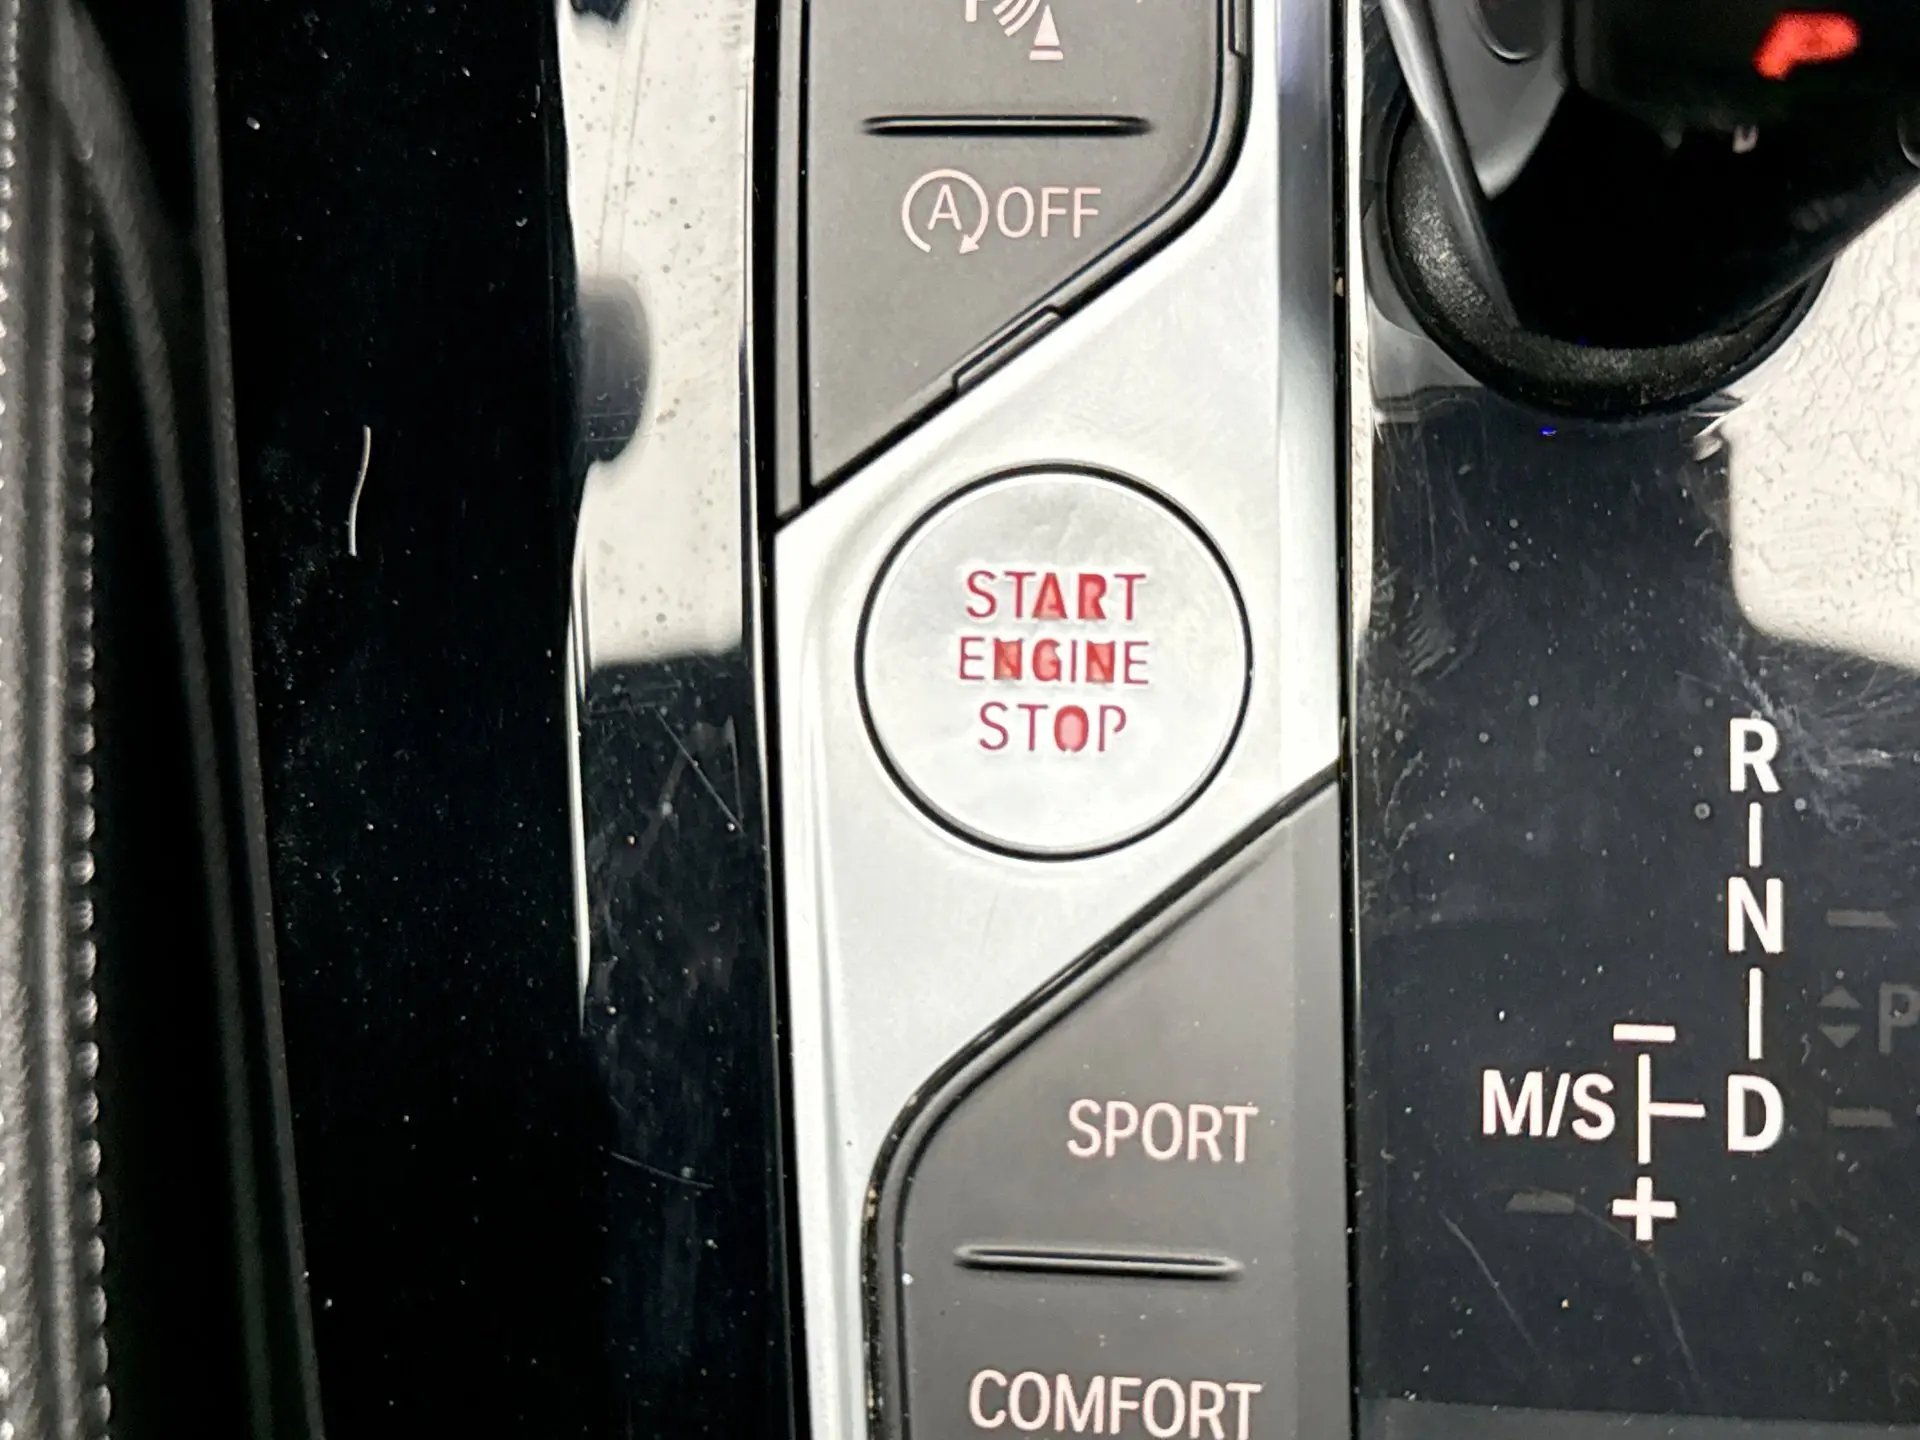 A OFF
START
ENGINE
STOP
R
N
M/S D
+
P
SPORT
COMFORT